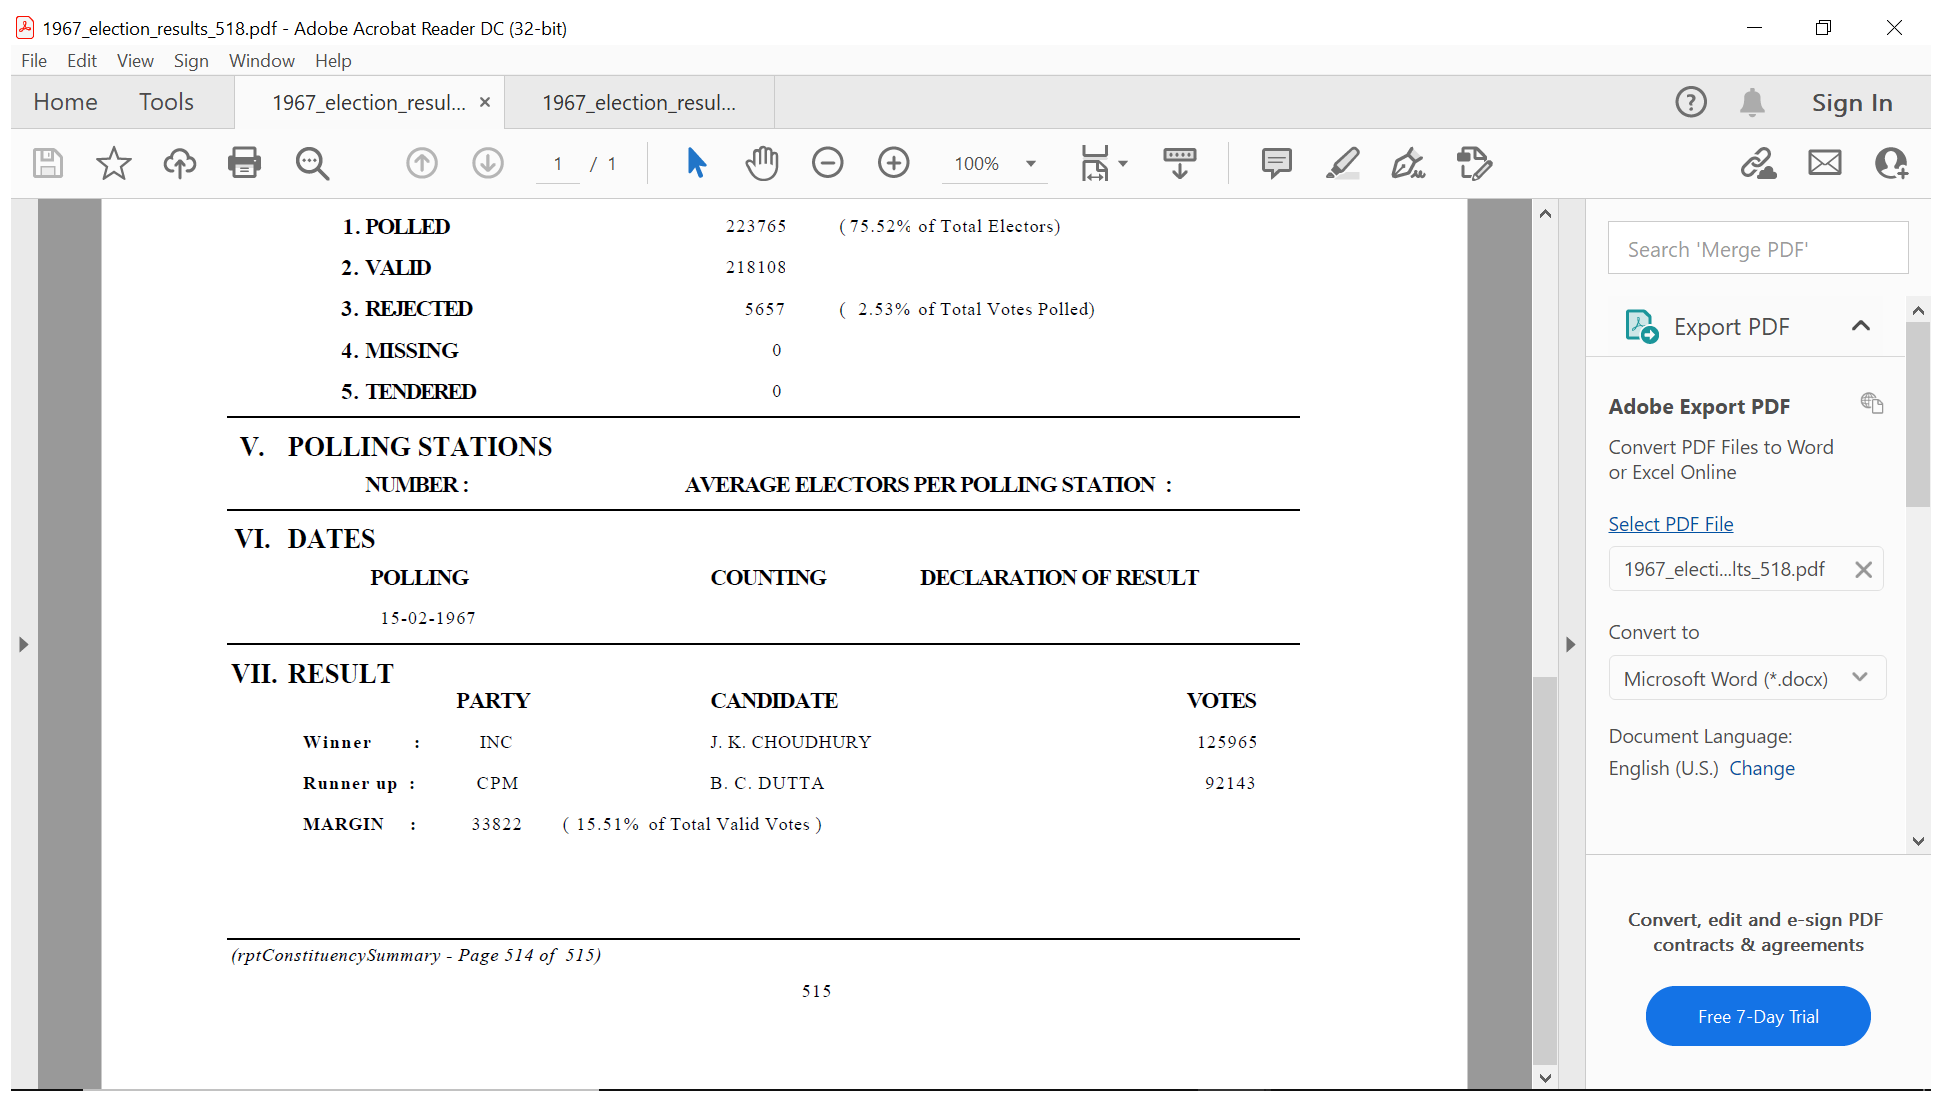 1967_election_results_518.pdf - Adobe Acrobat Reader DC (32-bit)
File Edit View Sign Window Help
Home Tools 1967_election_resul... × 1967_election_resul... ? Sign In
1 / 1 100%
1. POLLED 223765 (75.52% of Total Electors)
2. VALID 218108
3. REJECTED 5657 ( 2.53% of Total Votes Polled)
4. MISSING 0
5. TENDERED 0
V. POLLING STATIONS
NUMBER : AVERAGE ELECTORS PER POLLING STATION :
VI. DATES
POLLING COUNTING DECLARATION OF RESULT
15-02-1967
VII. RESULT
PARTY CANDIDATE VOTES
Winner : INC J. K. CHOUDHURY 125965
Runner up : CPM B. C. DUTTA 92143
MARGIN : 33822 ( 15.51% of Total Valid Votes )
(rptConstituencySummary - Page 514 of 515)
515
Search 'Merge PDF'
Export PDF
Adobe Export PDF
Convert PDF Files to Word
or Excel Online
Select PDF File
1967_electi...lts_518.pdf
Convert to
Microsoft Word (*.docx)
Document Language:
English (U.S.) Change
Convert, edit and e-sign PDF
contracts & agreements
Free 7-Day Trial